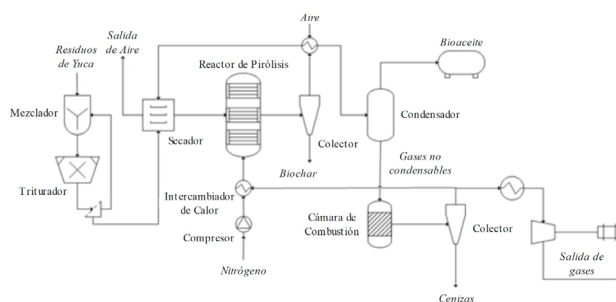 Aire
Salida
de Aire
Residuos
de Yuca
Bioaceite
Reactor de Pirólisis
Mezclador
Condensador
Secador
Colector
Triturador
Biochar
Gases no
condensables
Intercambiador
de Calor
Cámara de
Combustión
Colector
Compresor
Salida de
gases
Nitrógeno
Cenizas